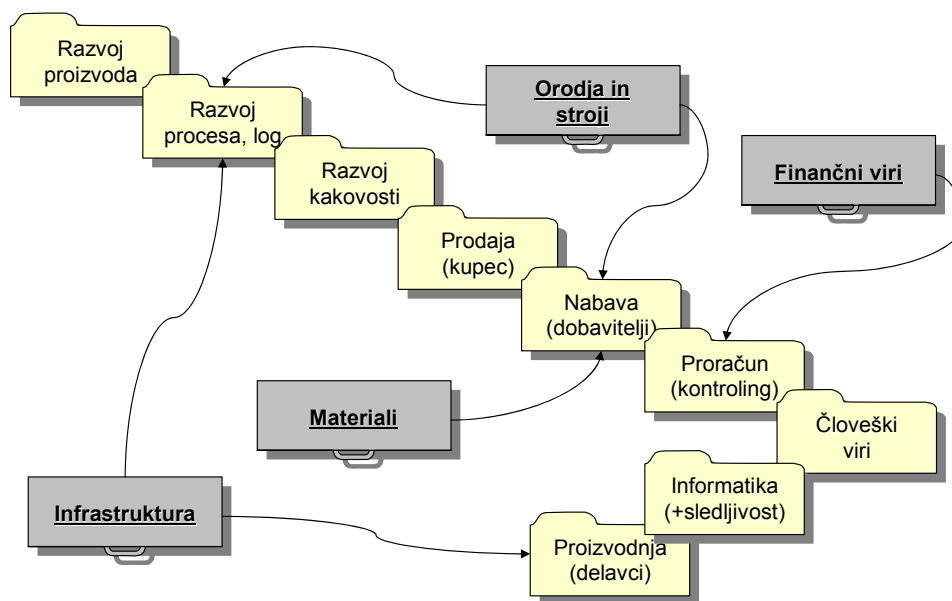 Razvoj
proizvoda
Razvoj
procesa, log
Orodja in
stroji
Finančni viri
Razvoj
kakovosti
Prodaja
(kupec)
Nabava
(dobavitelji)
Proračun
(kontroling)
Materiali
Človeški
viri
Informatika
(+sledljivost)
Infrastruktura
Proizvodnja
(delavci)